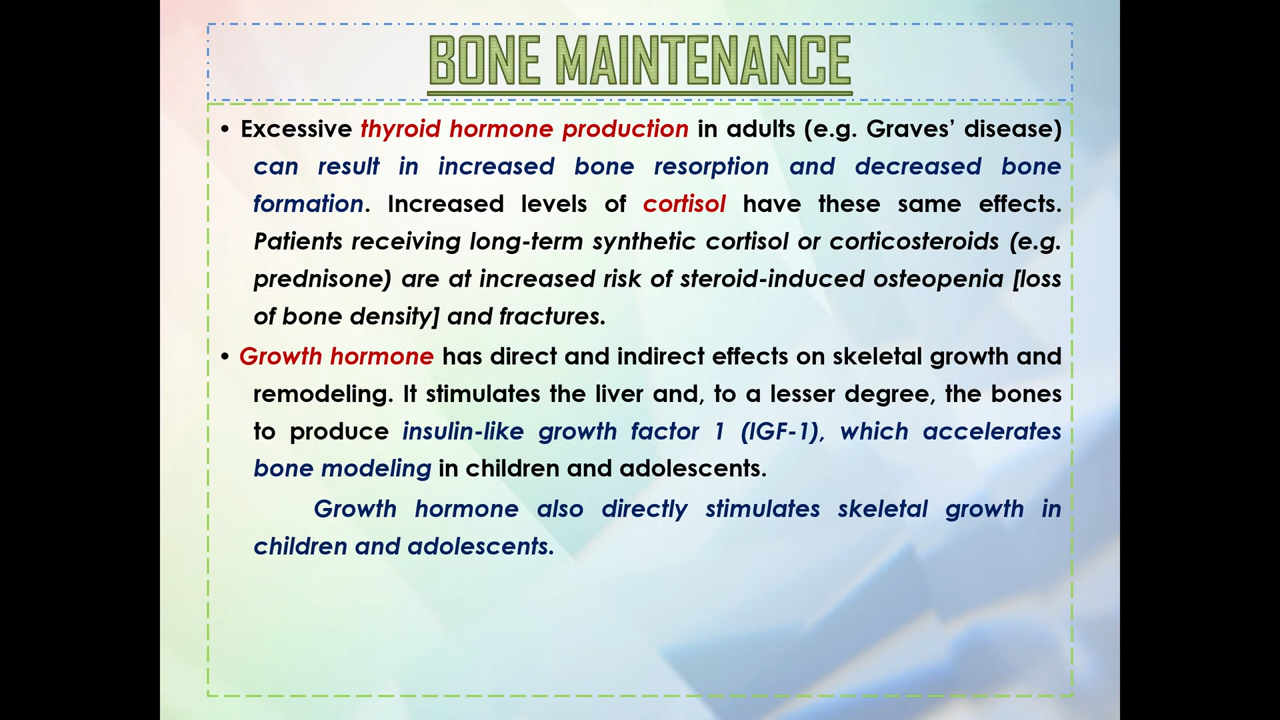 BONE MAINTENANCE
• Excessive thyroid hormone production in adults (e.g. Graves’ disease)
can result in increased bone resorption and decreased bone
formation. Increased levels of cortisol have these same effects.
Patients receiving long-term synthetic cortisol or corticosteroids (e.g.
prednisone) are at increased risk of steroid-induced osteopenia [loss
of bone density] and fractures.
• Growth hormone has direct and indirect effects on skeletal growth and
remodeling. It stimulates the liver and, to a lesser degree, the bones
to produce insulin-like growth factor 1 (IGF-1), which accelerates
bone modeling in children and adolescents.
Growth hormone also directly stimulates skeletal growth in
children and adolescents.